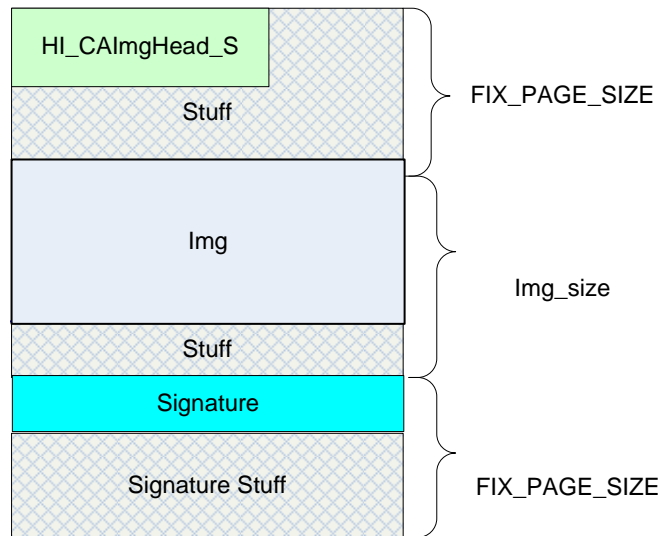 HI_CAImgHead_S
FIX_PAGE_SIZE
Stuff
Img
Img_size
Stuff
Signature
Signature Stuff
FIX_PAGE_SIZE